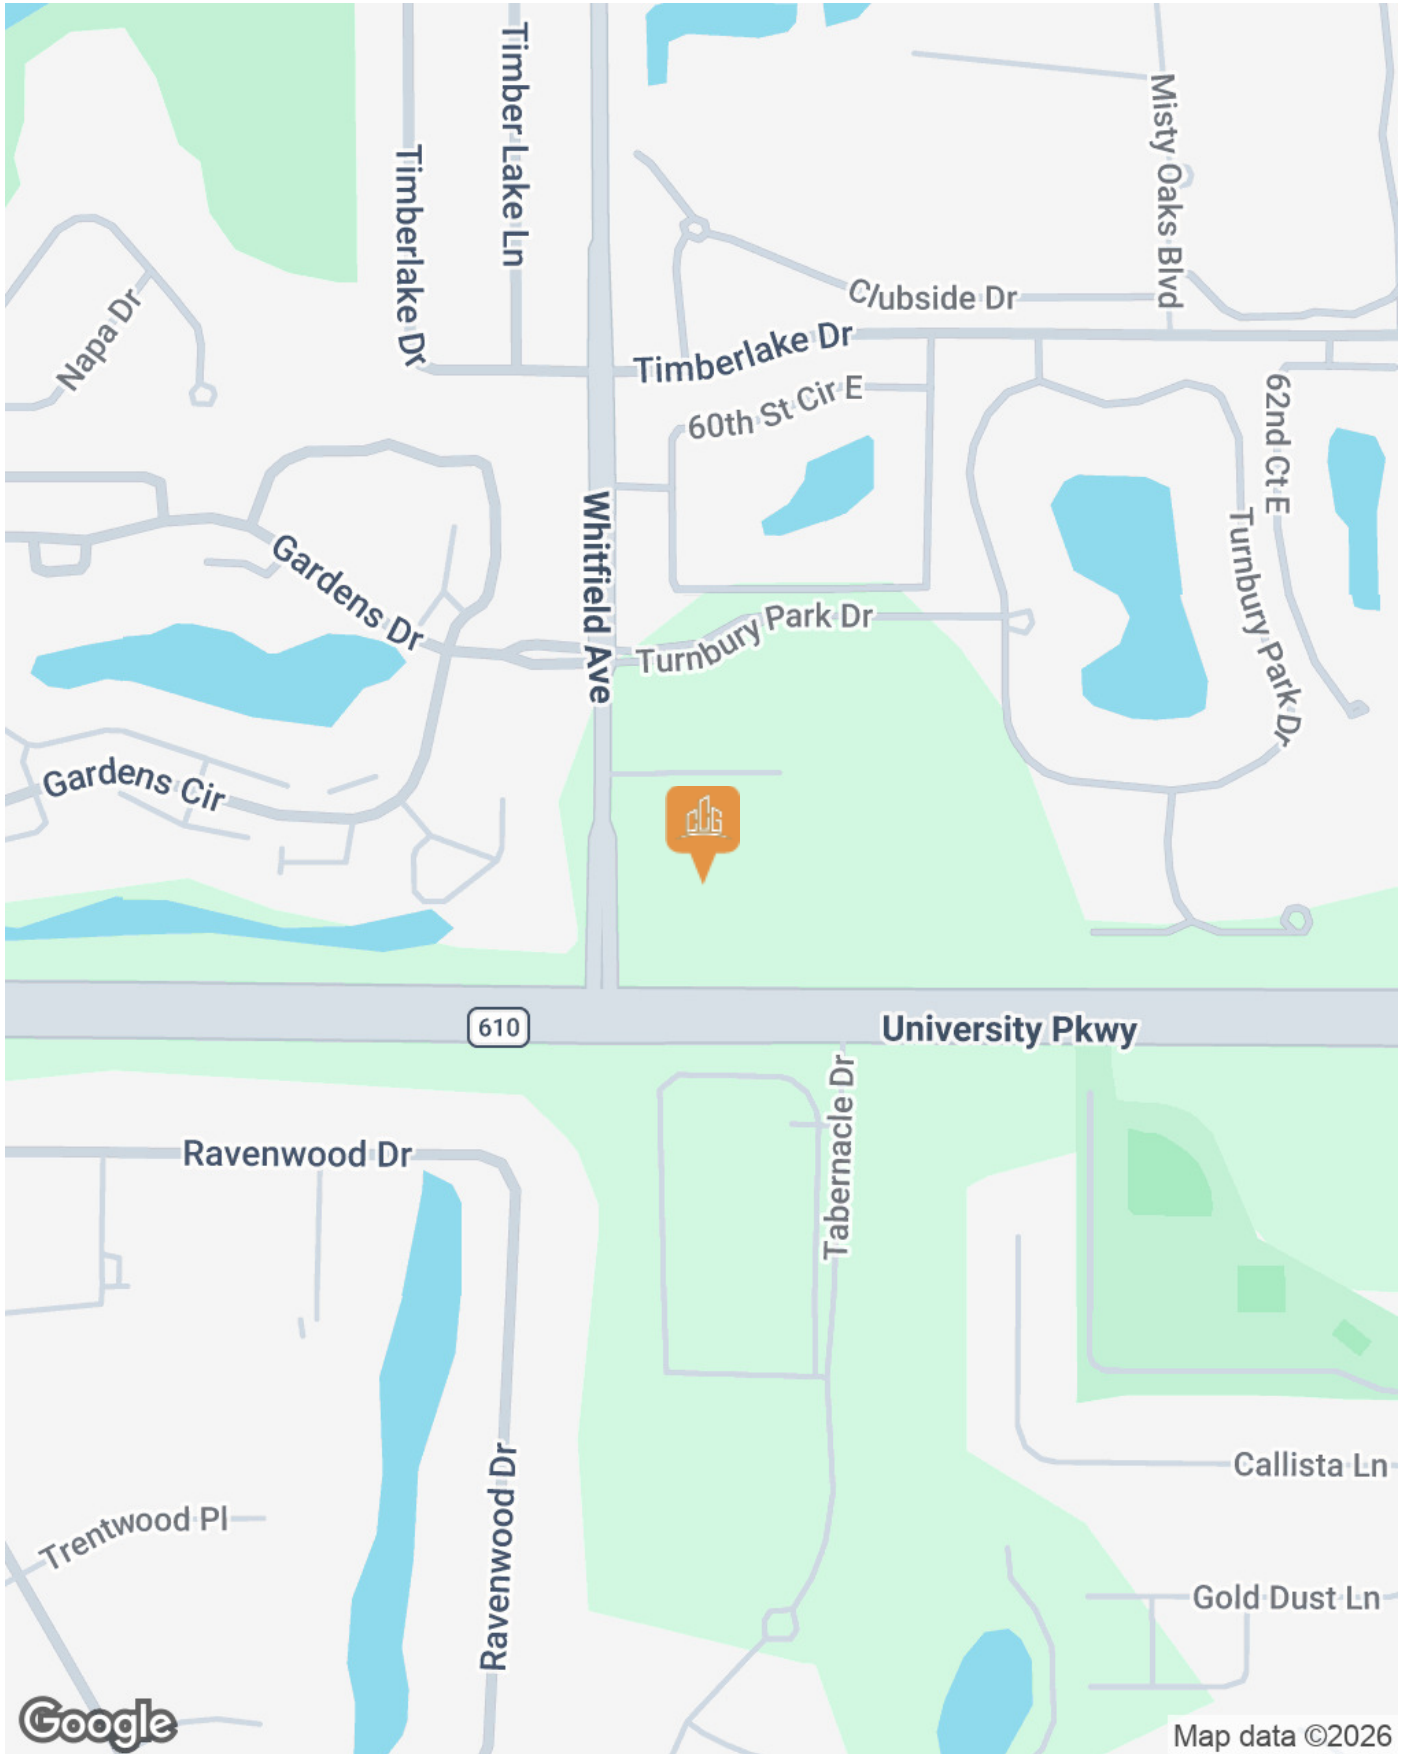 Timber Lake Ln
Timberlake Dr
Misty Oaks Blvd
Napa Dr
Clubside Dr
Timberlake Dr
60th St Cir E
62nd Ct E
Whitfield Ave
Gardens Dr
Turnbury Park Dr
Turnbury Park Dr
Gardens Cir
CCG
610
University Pkwy
Tabernacle Dr
Ravenwood Dr
Ravenwood Dr
Callista Ln
Trentwood Pl
Gold Dust Ln
Google
Map data ©2026